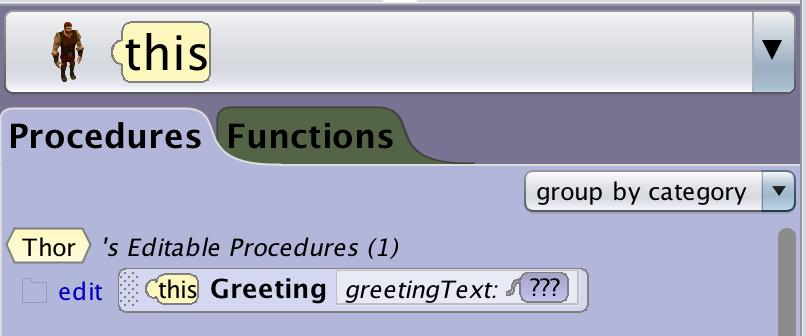 this
Procedures Functions
group by category
Thor 's Editable Procedures (1)
edit this Greeting greetingText: ???